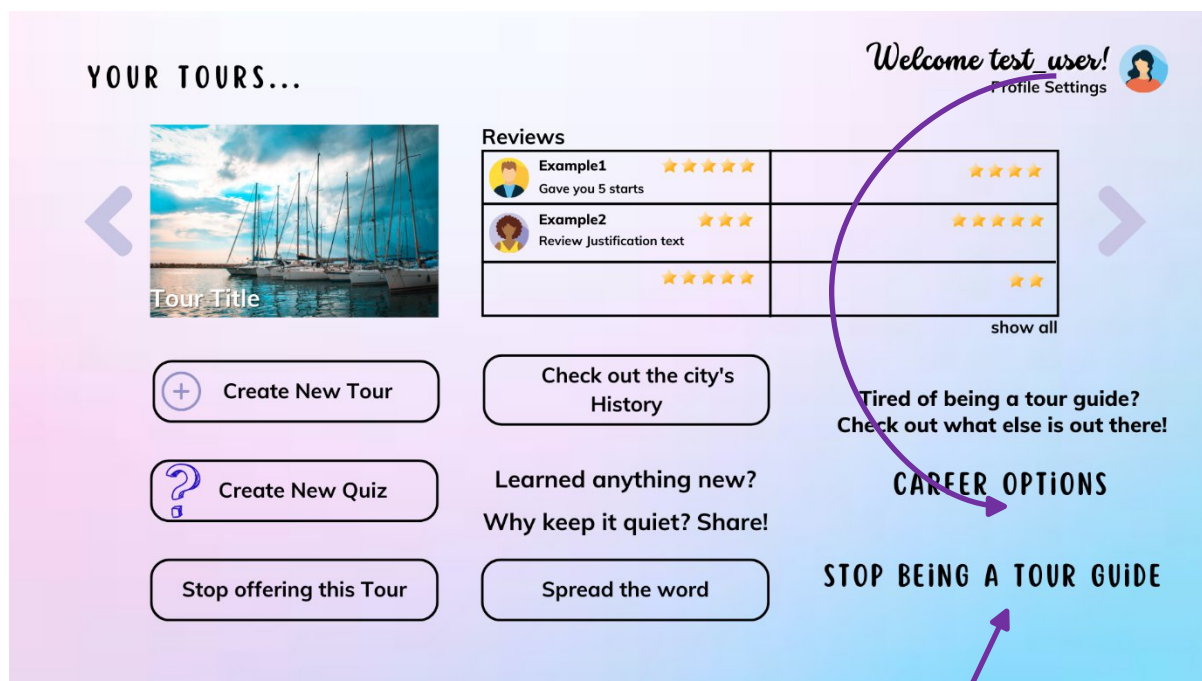 YOUR TOURS...
Welcome test_user!
Profile Settings
Tour Title
Reviews
Example1
Gave you 5 starts
Example2
Review Justification text
show all
Create New Tour
Check out the city's
History
Tired of being a tour guide?
Check out what else is out there!
Create New Quiz
Learned anything new?
Why keep it quiet? Share!
CAREER OPTIONS
Stop offering this Tour
Spread the word
STOP BEING A TOUR GUIDE